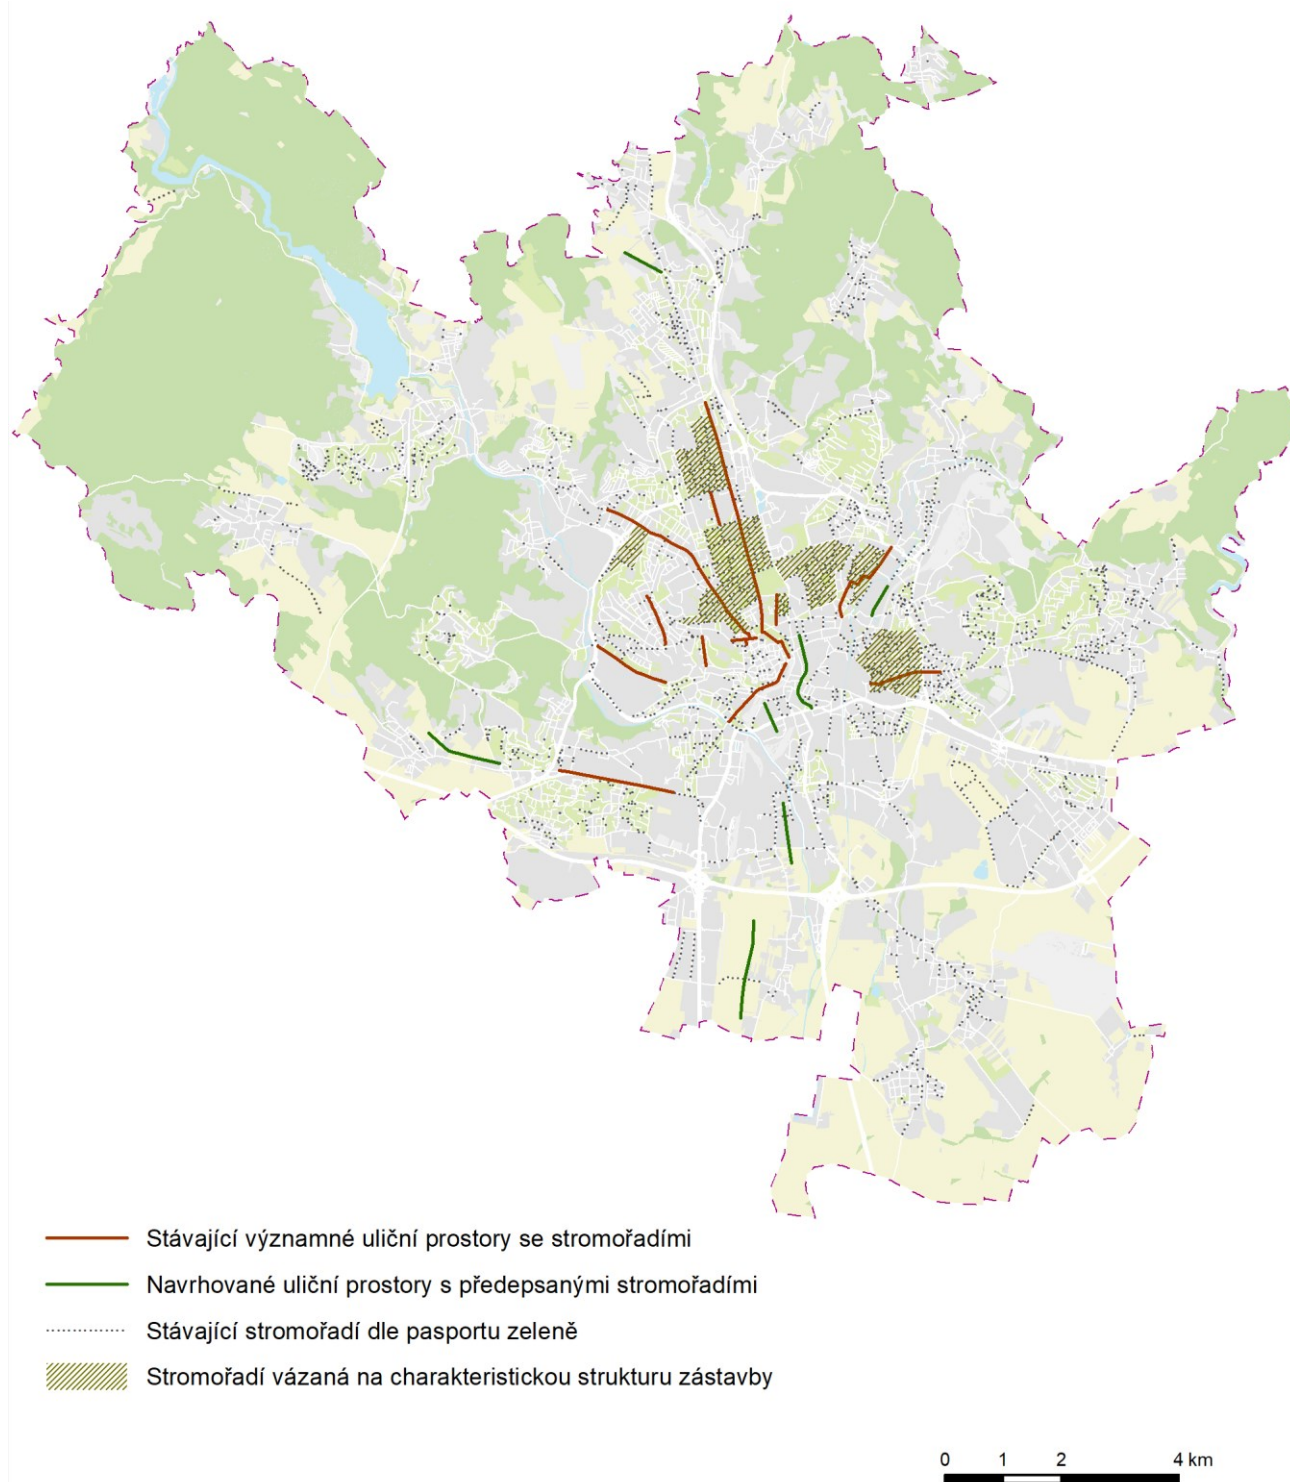 Stávající významné uliční prostory se stromořadími
Navrhované uliční prostory s předepsanými stromořadími
Stávající stromořadí dle pasportu zeleně
Stromořadí vázaná na charakteristickou strukturu zástavby
0 1 2 4 km